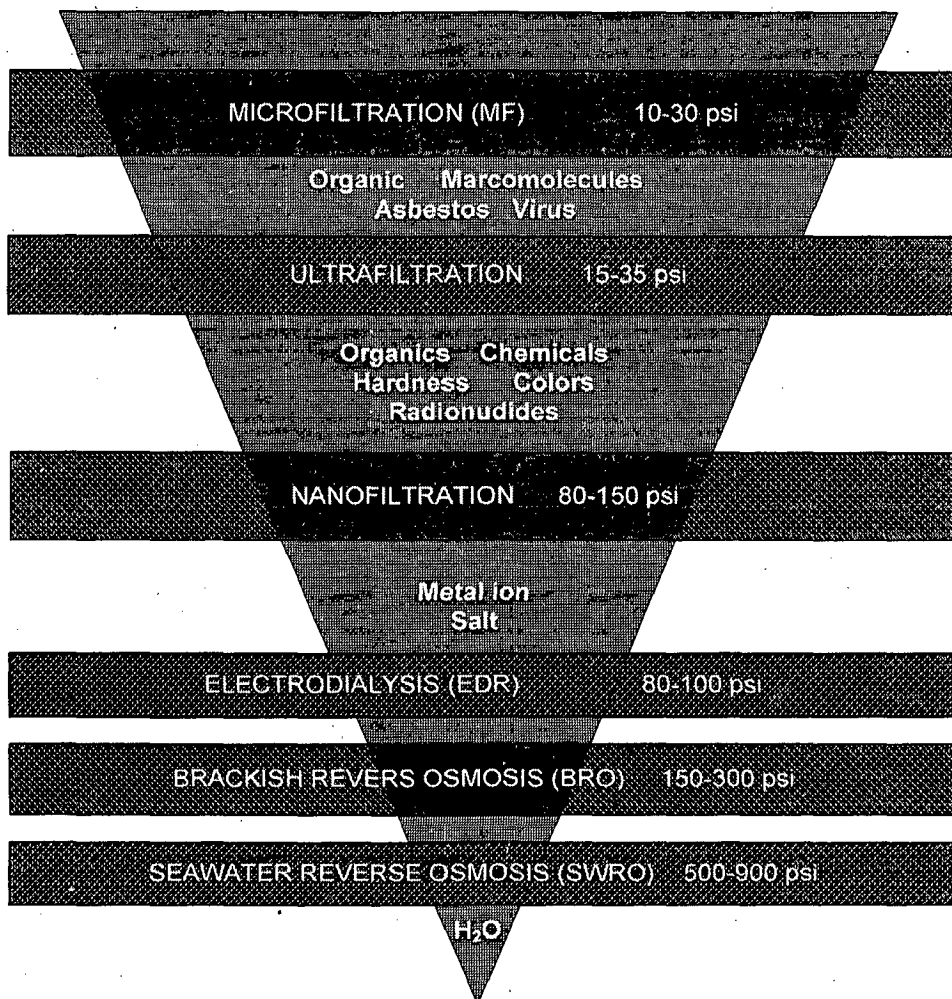 MICROFILTRATION (MF) 10-30 psi
Organic Marcomolecules
Asbestos Virus
ULTRAFILTRATION 15-35 psi
Organics Chemicals
Hardness Colors
Radionudides
NANOFILTRATION 80-150 psi
Metal ion
Salt
ELECTRODIALYSIS (EDR) 80-100 psi
BRACKISH REVERS OSMOSIS (BRO) 150-300 psi
SEAWATER REVERSE OSMOSIS (SWRO) 500-900 psi
H₂O